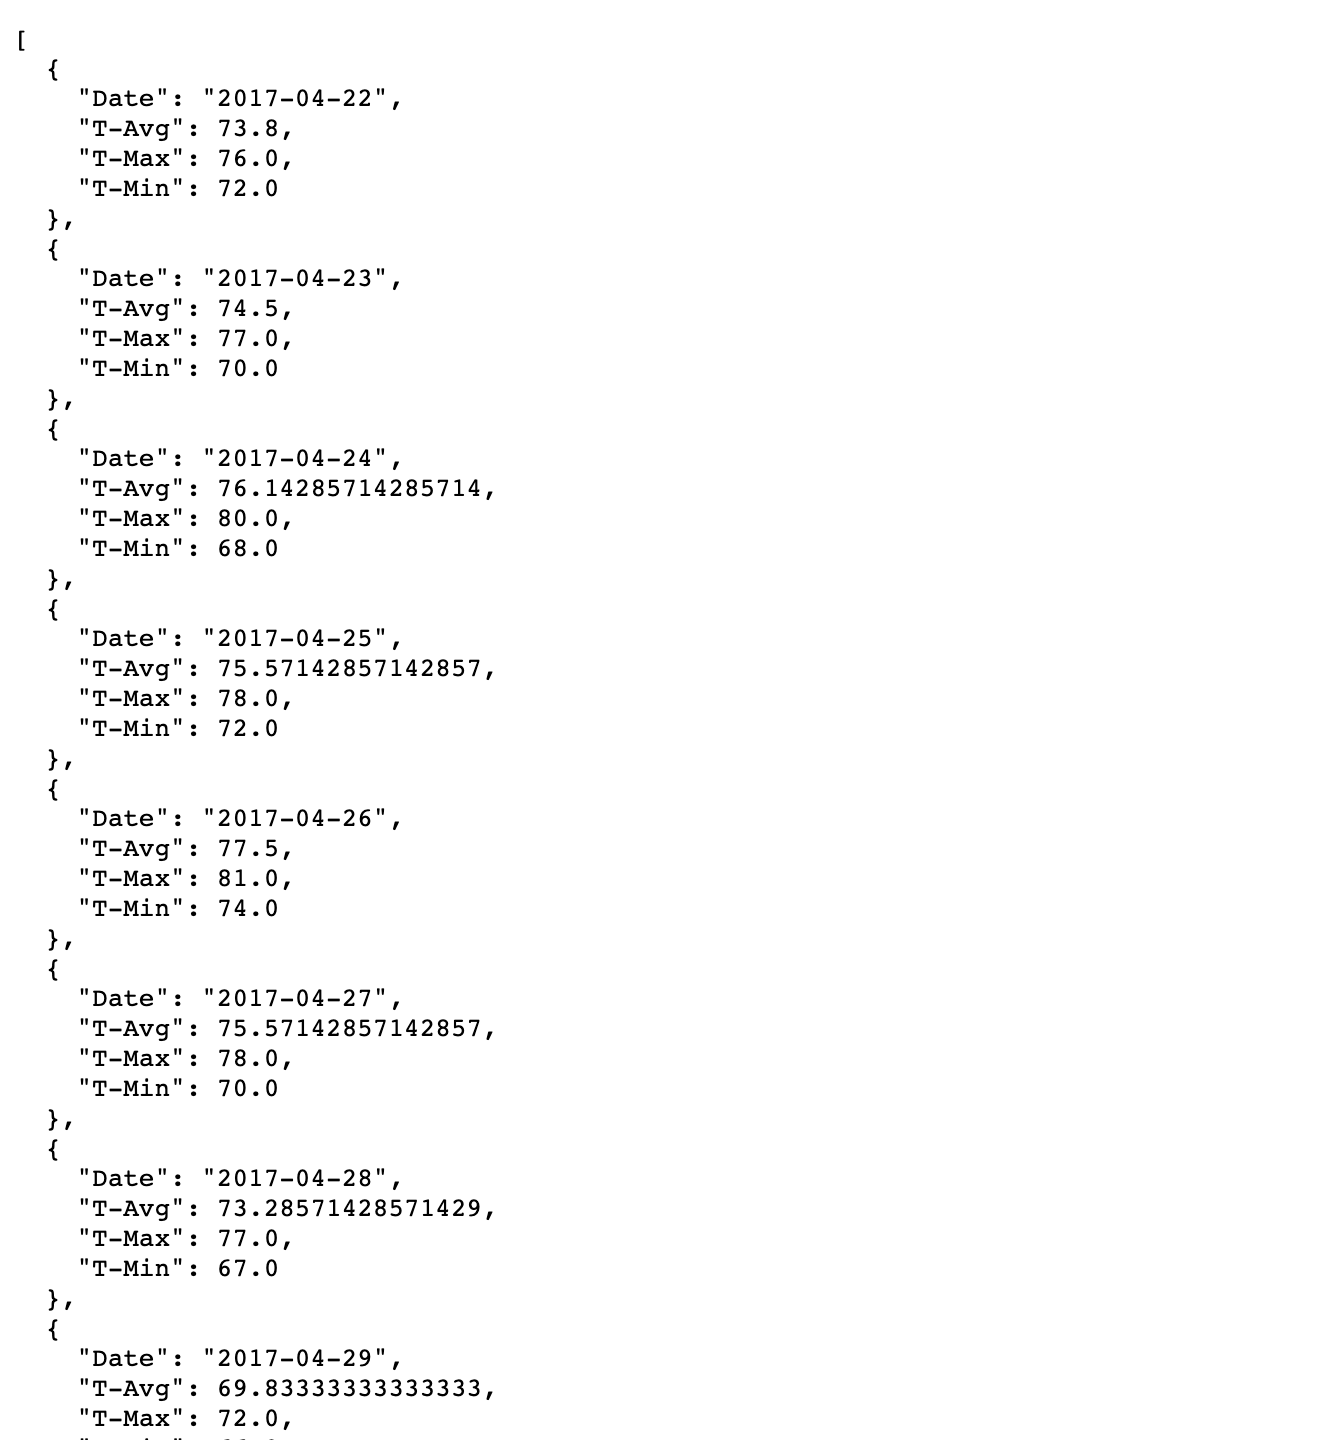 [
  {
    "Date": "2017-04-22",
    "T-Avg": 73.8,
    "T-Max": 76.0,
    "T-Min": 72.0
  },
  {
    "Date": "2017-04-23",
    "T-Avg": 74.5,
    "T-Max": 77.0,
    "T-Min": 70.0
  },
  {
    "Date": "2017-04-24",
    "T-Avg": 76.14285714285714,
    "T-Max": 80.0,
    "T-Min": 68.0
  },
  {
    "Date": "2017-04-25",
    "T-Avg": 75.57142857142857,
    "T-Max": 78.0,
    "T-Min": 72.0
  },
  {
    "Date": "2017-04-26",
    "T-Avg": 77.5,
    "T-Max": 81.0,
    "T-Min": 74.0
  },
  {
    "Date": "2017-04-27",
    "T-Avg": 75.57142857142857,
    "T-Max": 78.0,
    "T-Min": 70.0
  },
  {
    "Date": "2017-04-28",
    "T-Avg": 73.28571428571429,
    "T-Max": 77.0,
    "T-Min": 67.0
  },
  {
    "Date": "2017-04-29",
    "T-Avg": 69.83333333333333,
    "T-Max": 72.0,